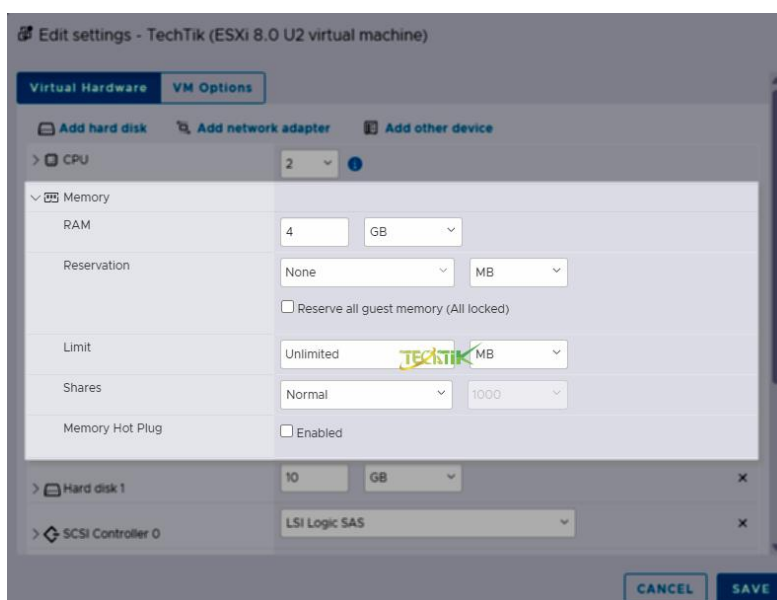 Edit settings - TechTik (ESXi 8.0 U2 virtual machine)
Virtual Hardware VM Options
Add hard disk Add network adapter Add other device
CPU 2
Memory
RAM 4 GB
Reservation None MB
Reserve all guest memory (All locked)
Limit Unlimited TECHTIK MB
Shares Normal 1000
Memory Hot Plug Enabled
Hard disk 1 10 GB
SCSI Controller 0 LSI Logic SAS
CANCEL SAVE